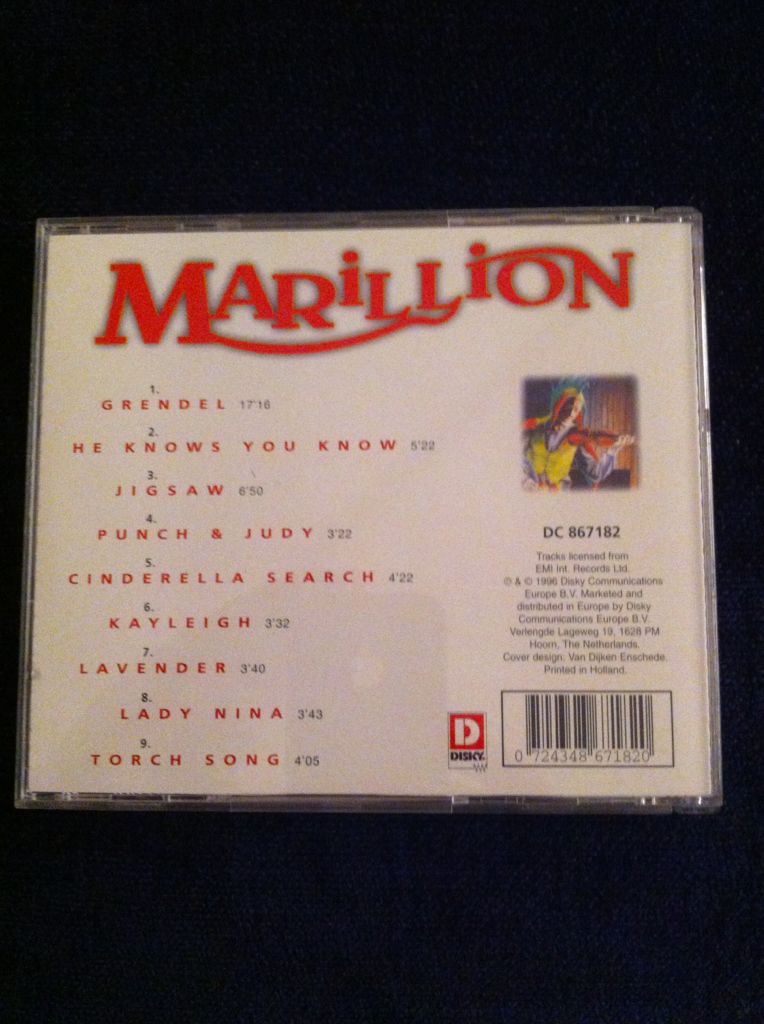 MARiLLiON
1.
GRENDEL 17'16
2.
HE KNOWS YOU KNOW 5'22
3.
JIGSAW 6'50
4.
PUNCH & JUDY 3'22
5.
CINDERELLA SEARCH 4'22
6.
KAYLEIGH 3'32
7.
LAVENDER 3'40
8.
LADY NINA 3'43
9.
TORCH SONG 4'05
DC 867182
Tracks licensed from
EMI Int. Records Ltd.
℗ & © 1996 Disky Communications
Europe B.V. Marketed and
distributed in Europe by Disky
Communications Europe B.V.
Verlengde Lageweg 19, 1628 PM
Hoorn, The Netherlands.
Cover design: Van Dijken Enschede.
Printed in Holland.
D
DISKY
0 724348 671820